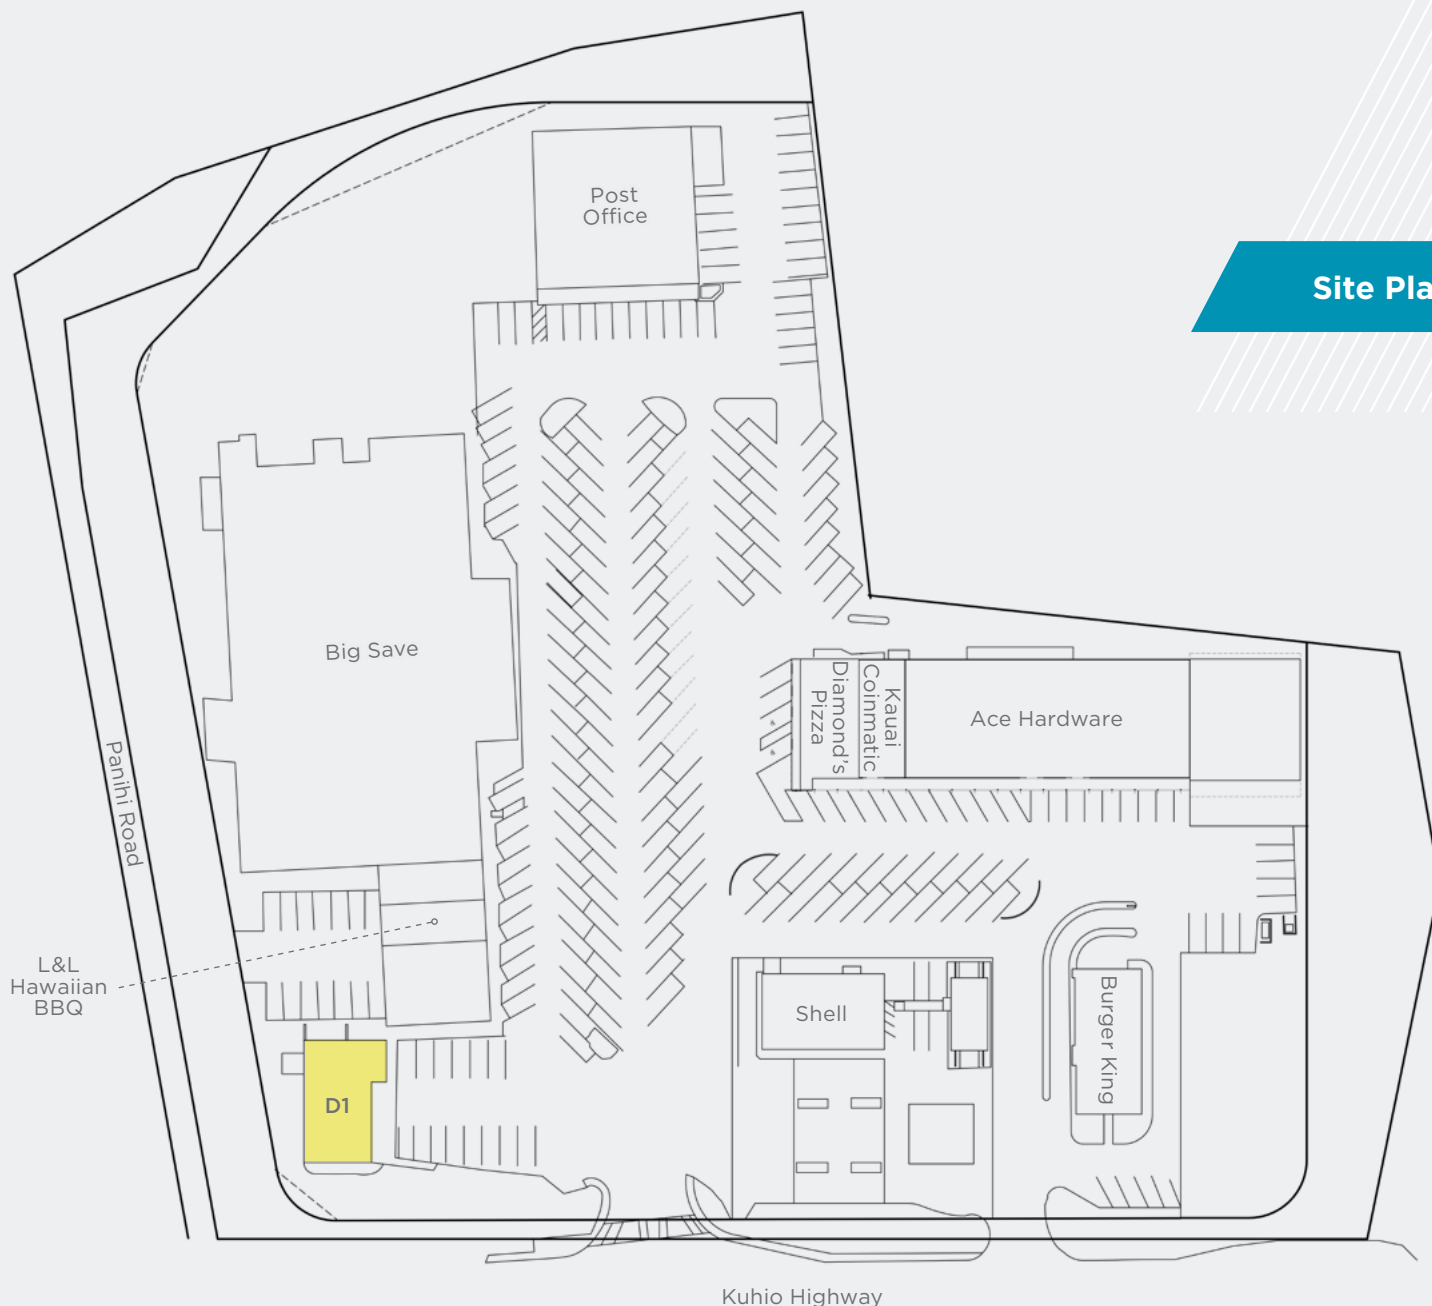 Post
Office
Site Pla
Big Save
Diamond's
Pizza
Kauai
Coinmatic
Ace Hardware
Panihi Road
L&L
Hawaiian
BBQ
Shell
Burger King
D1
Kuhio Highway